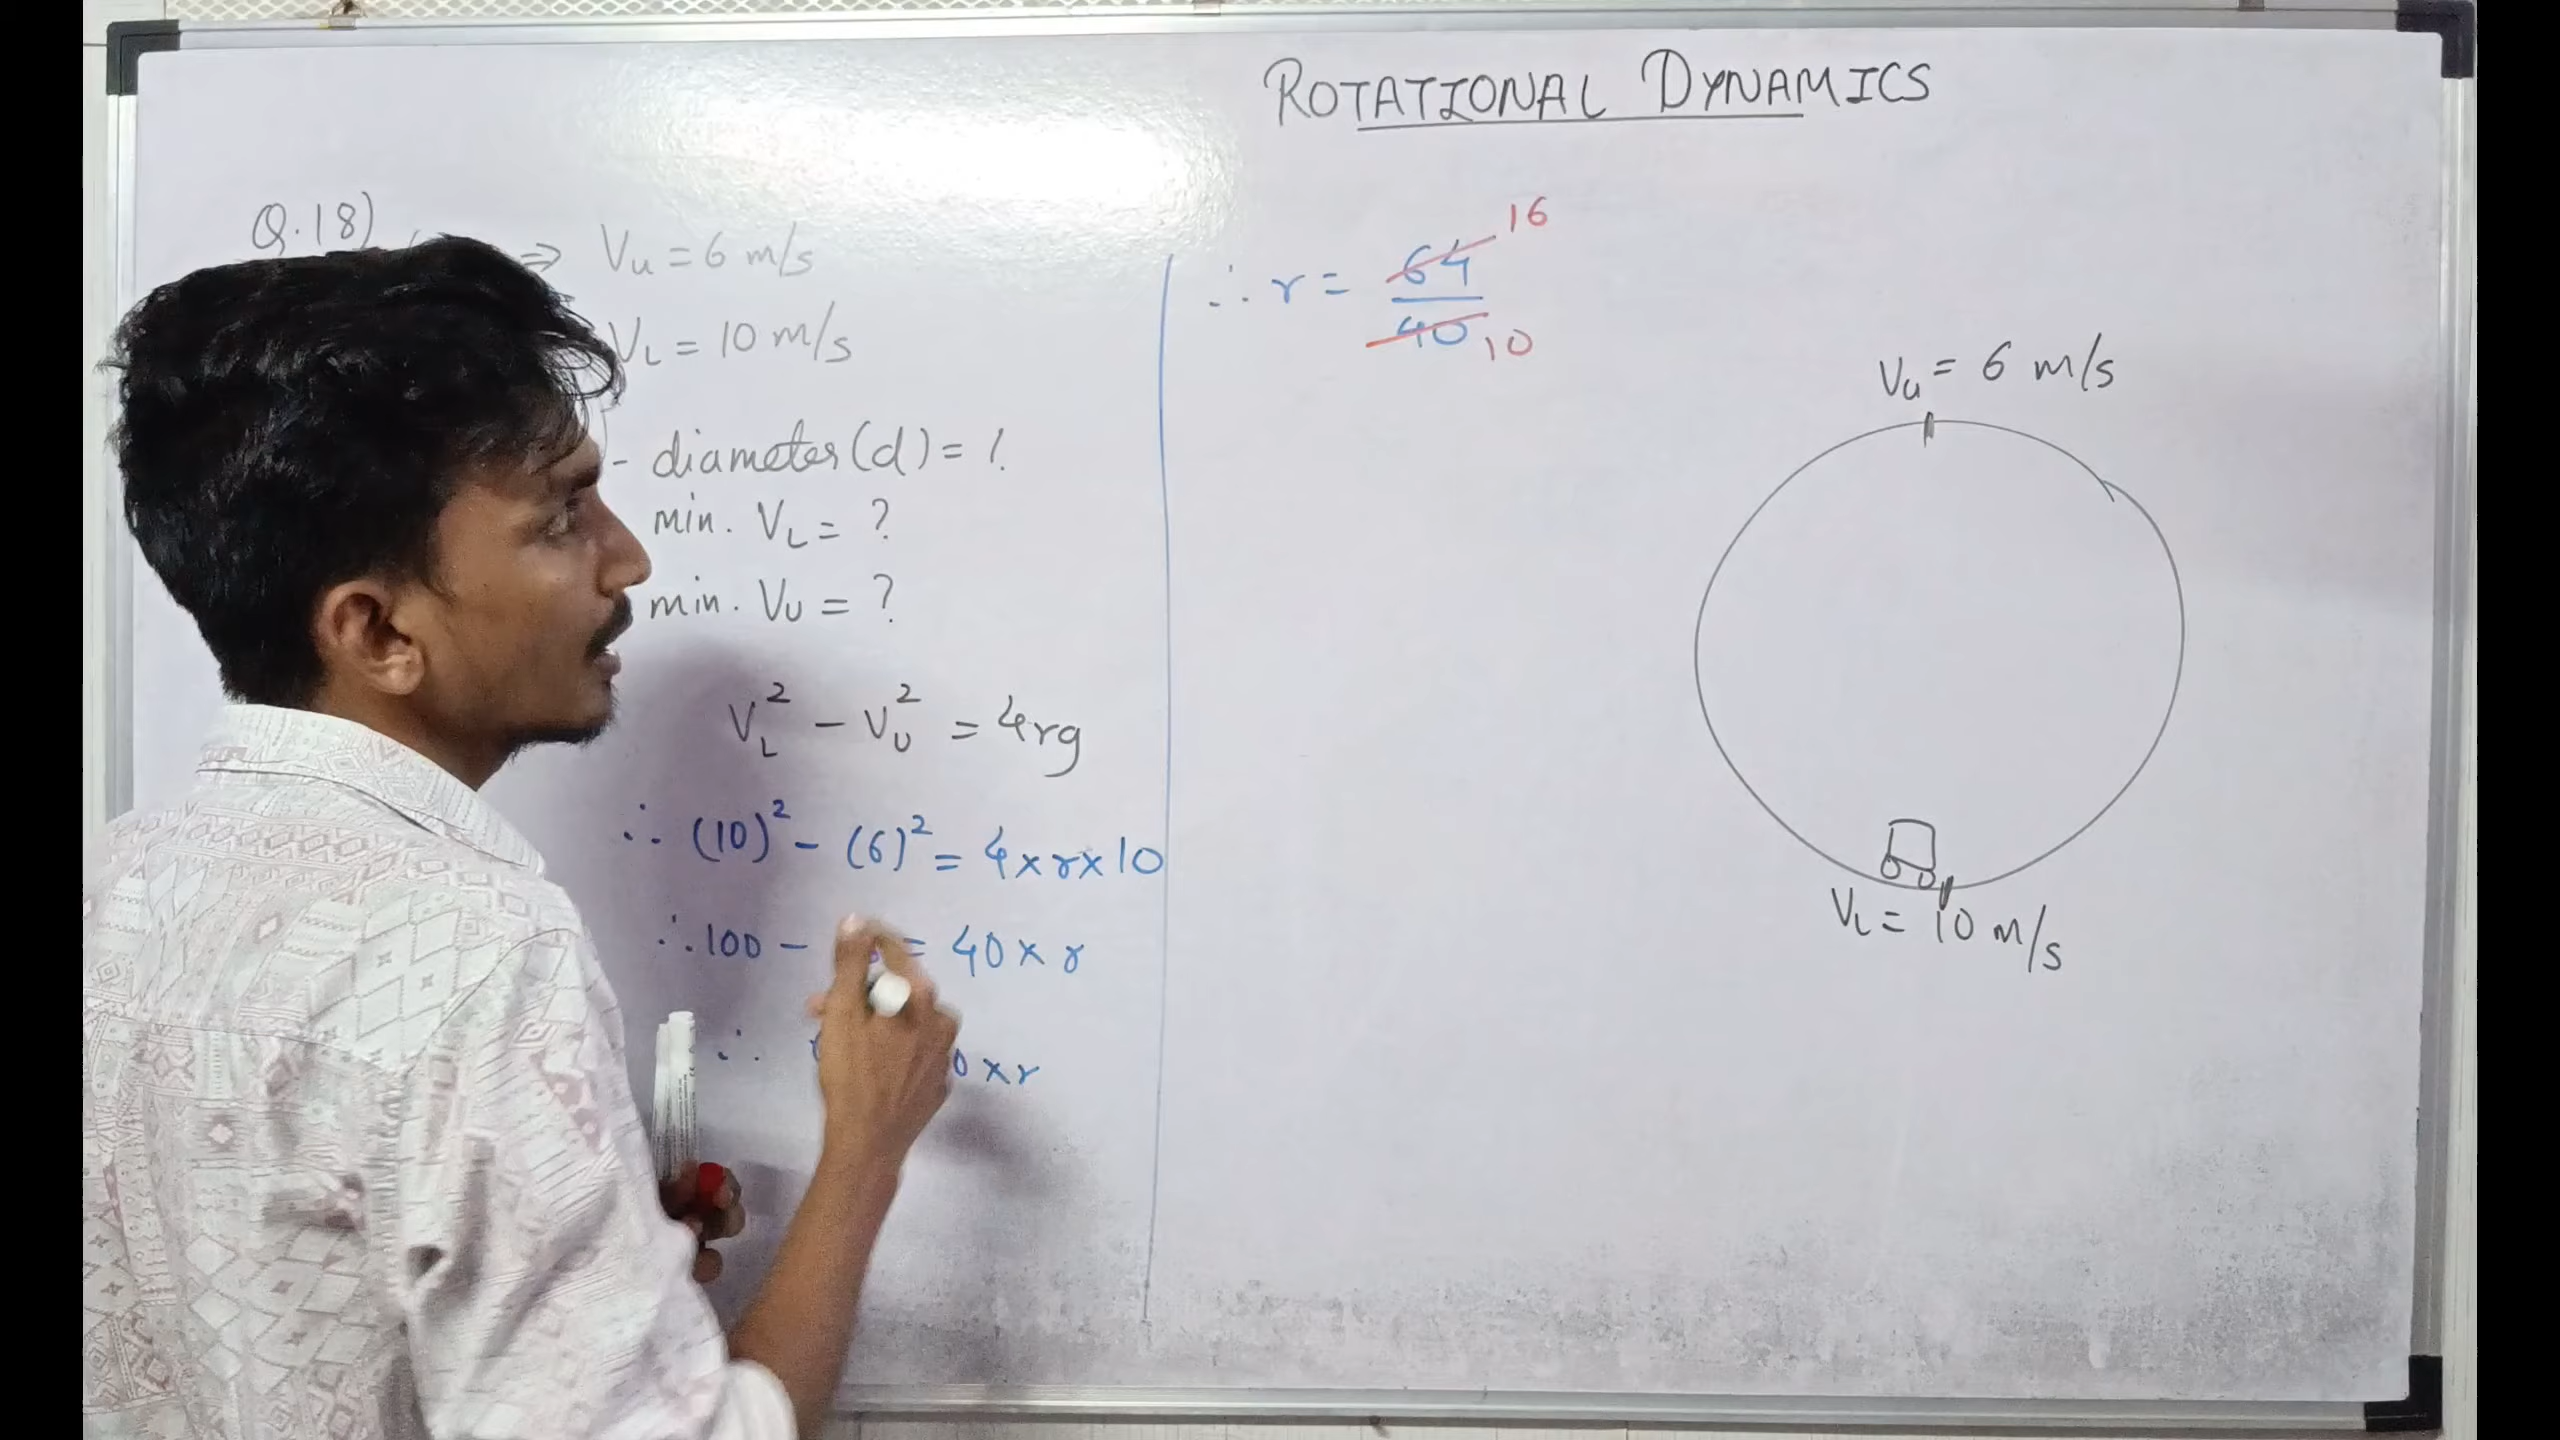 ROTATIONAL DYNAMICS
Q.18)
⇒ Vu = 6 m/s
VL = 10 m/s
- diameter (d) = ?
min. VL = ?
min. VU = ?
VL² - VU² = 4rg
∴ (10)² - (6)² = 4 × r × 10
∴ 100 - = 40 × r
∴ 0 × r
∴ r = 64/40
16
10
Vu = 6 m/s
VL = 10 m/s